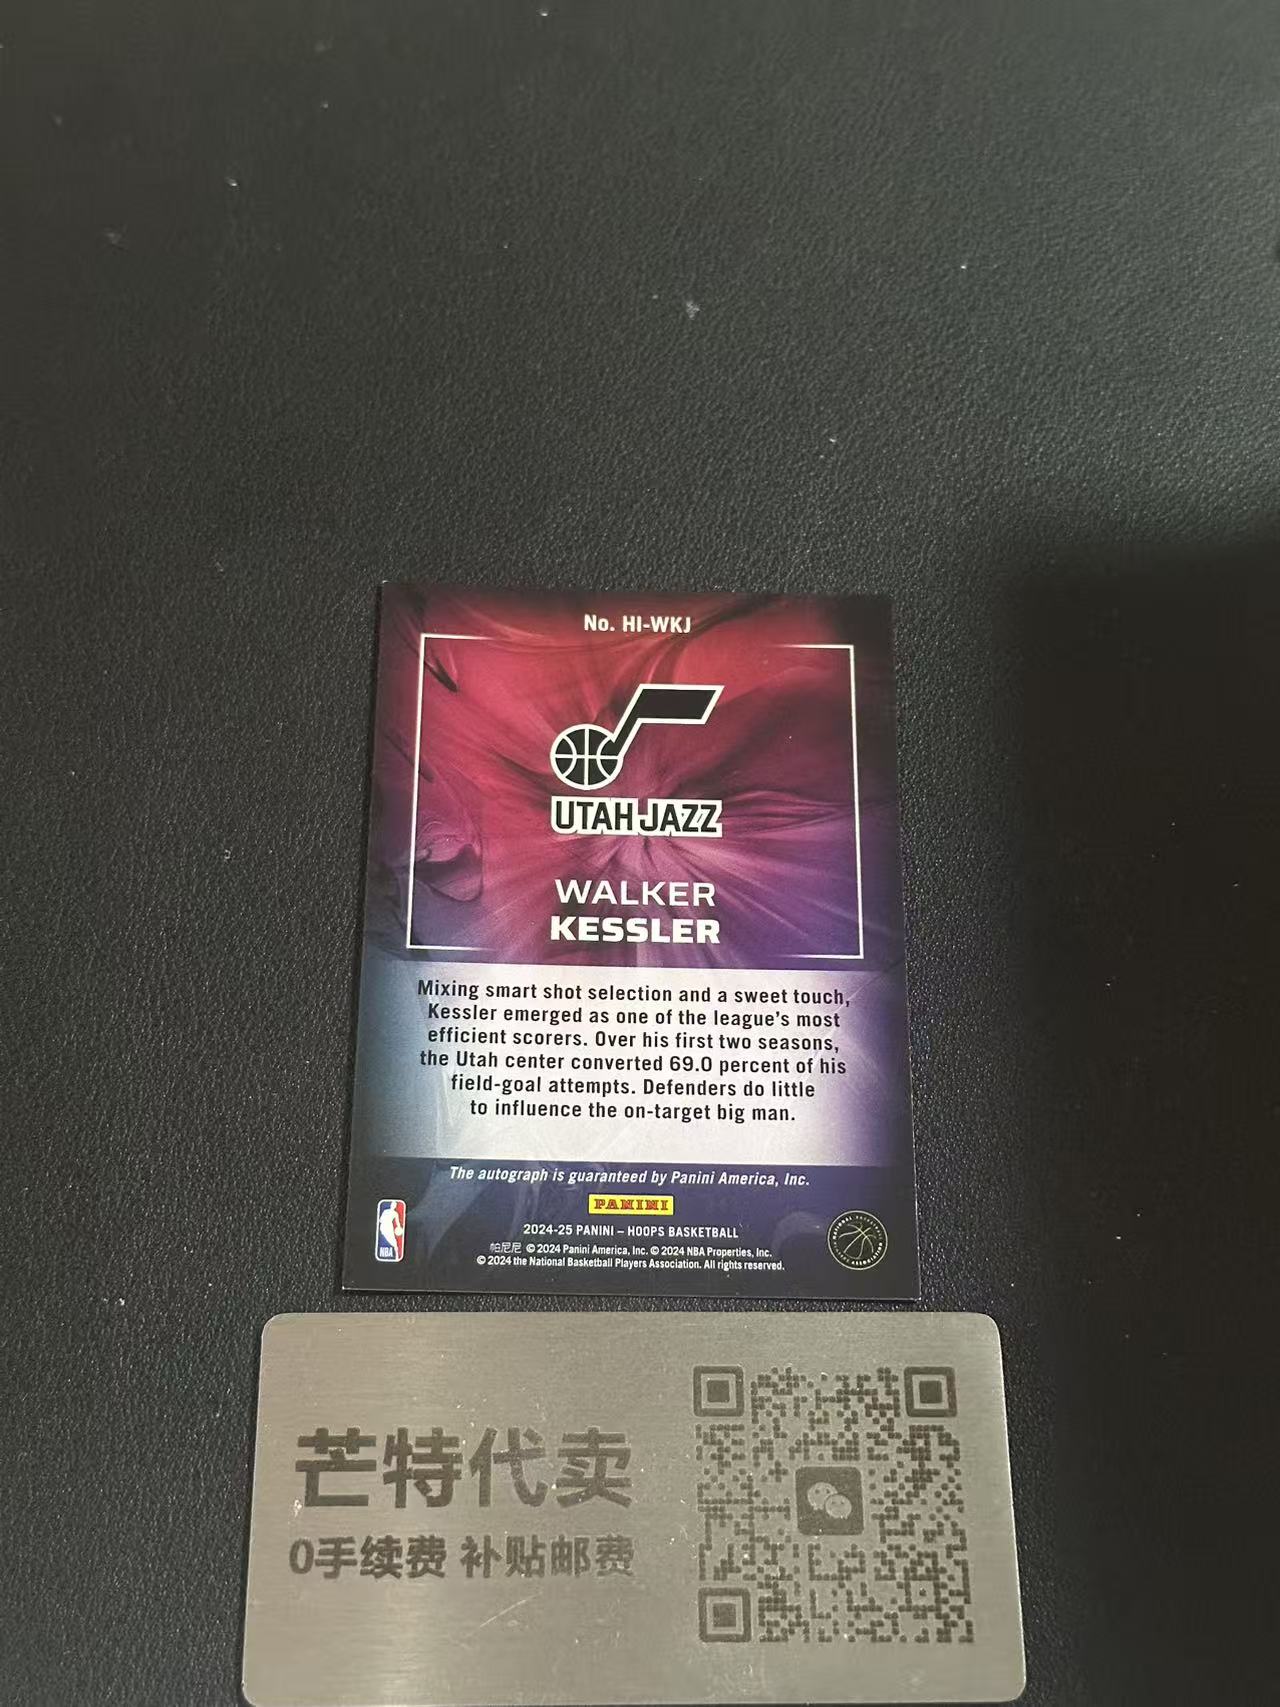 No. HI-WKJ
UTAH JAZZ
WALKER
KESSLER
Mixing smart shot selection and a sweet touch,
Kessler emerged as one of the league's most
efficient scorers. Over his first two seasons,
the Utah center converted 69.0 percent of his
field-goal attempts. Defenders do little
to influence the on-target big man.
The autograph is guaranteed by Panini America, Inc.
PANINI
2024-25 PANINI – HOOPS BASKETBALL
帕尼尼 © 2024 Panini America, Inc. © 2024 NBA Properties, Inc.
© 2024 the National Basketball Players Association. All rights reserved.
NBA
NATIONAL BASKETBALL PLAYERS ASSOCIATION
芒特代卖
0手续费 补贴邮费